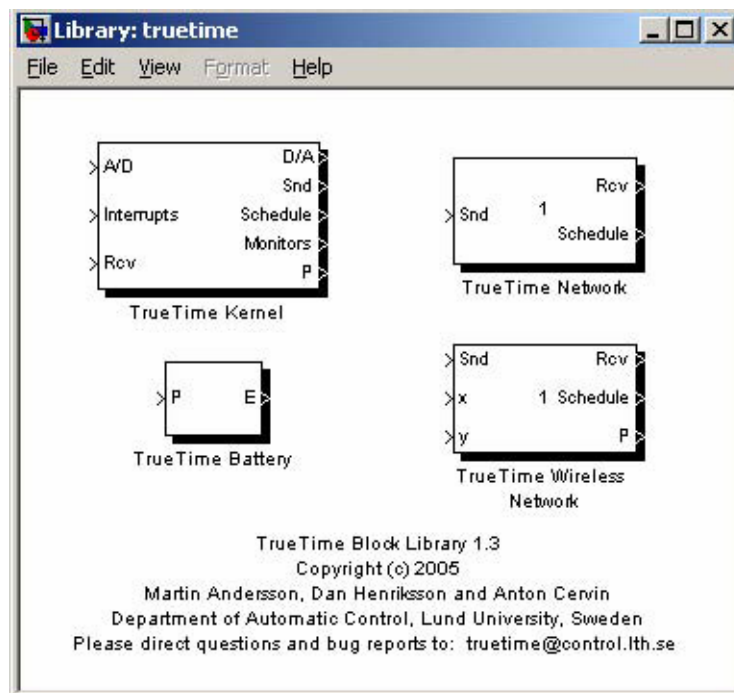 Library: truetime
File Edit View Format Help
A/D
Interrupts
Rcv
D/A
Snd
Schedule
Monitors
P
TrueTime Kernel
Snd
1
Rcv
Schedule
TrueTime Network
P E
TrueTime Battery
Snd
x
y
1
Rcv
Schedule
P
TrueTime Wireless
Network
TrueTime Block Library 1.3
Copyright (c) 2005
Martin Andersson, Dan Henriksson and Anton Cervin
Department of Automatic Control, Lund University, Sweden
Please direct questions and bug reports to: truetime@control.lth.se